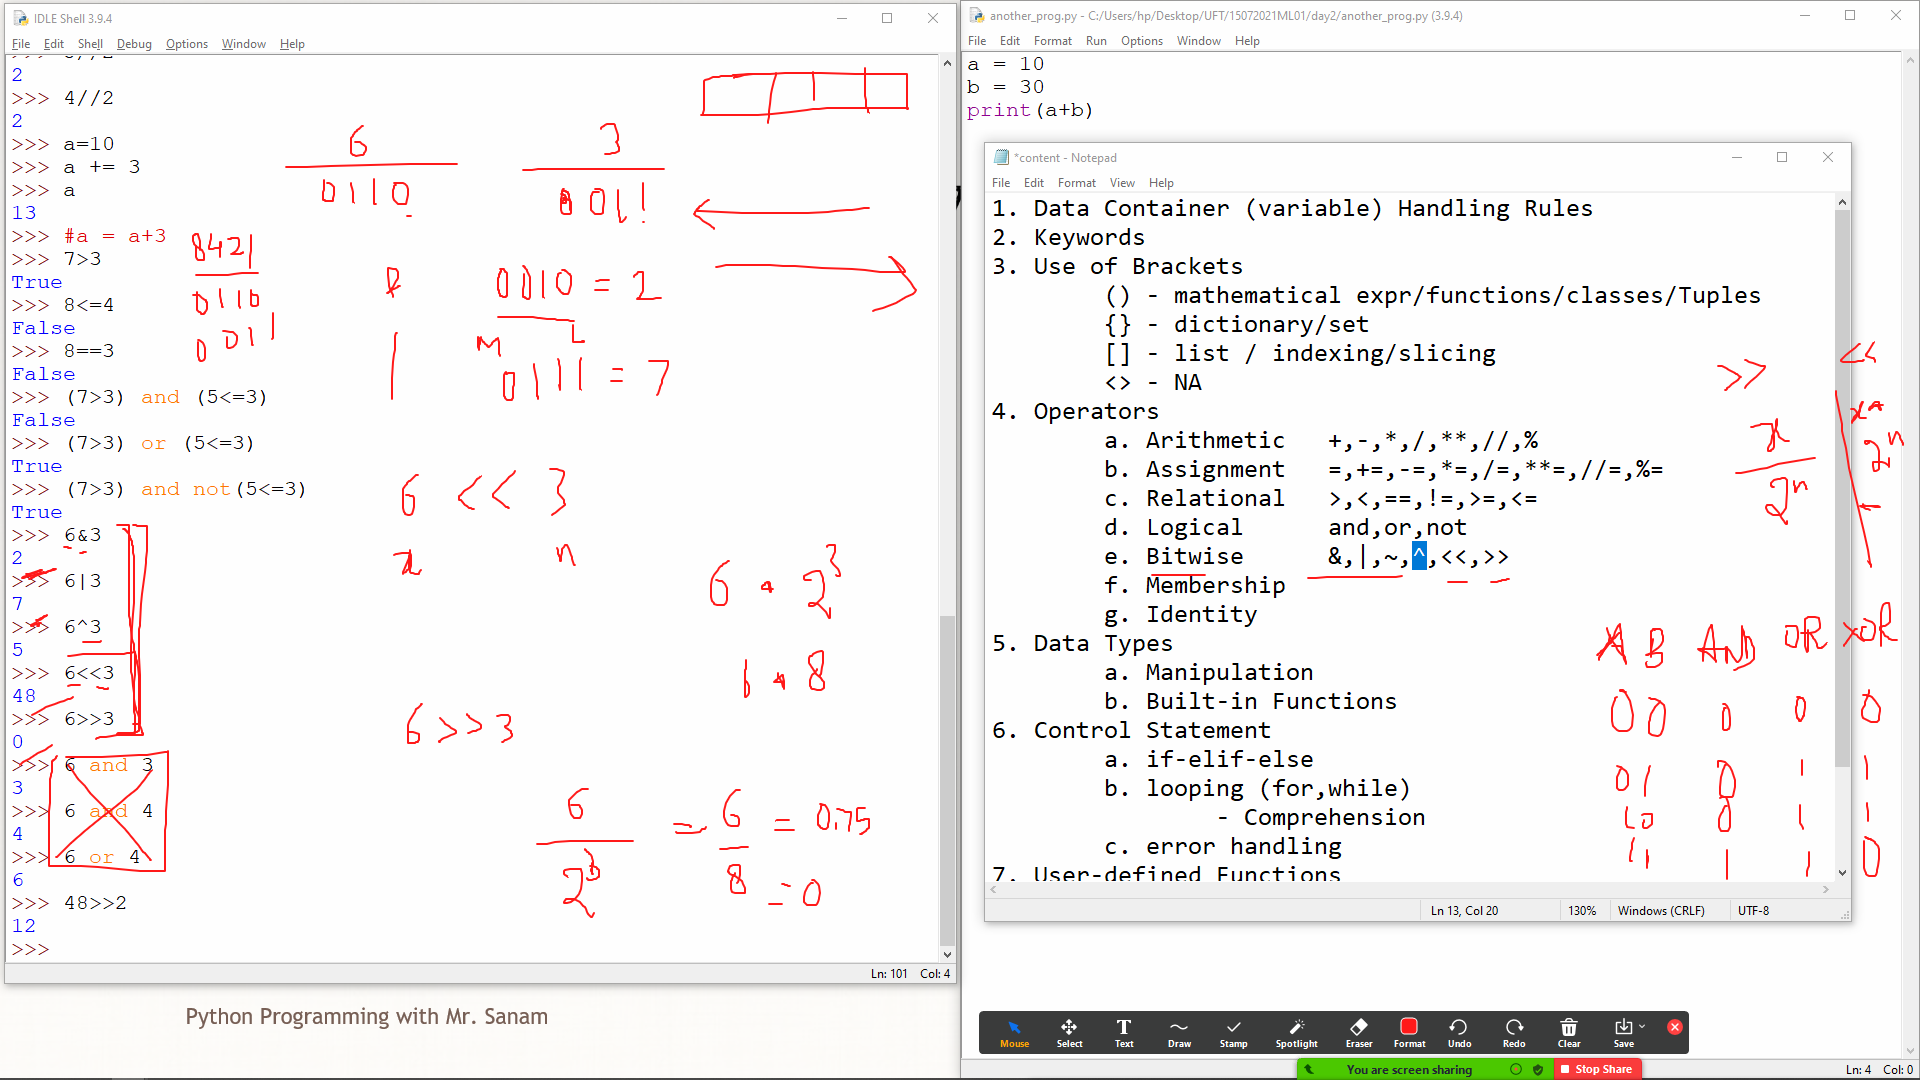 IDLE Shell 3.9.4
File Edit Shell Debug Options Window Help
2
>>> 4//2
2
>>> a=10
>>> a += 3
>>> a
13
>>> #a = a+3
>>> 7>3
True
>>> 8<=4
False
>>> 8==3
False
>>> (7>3) and (5<=3)
False
>>> (7>3) or (5<=3)
True
>>> (7>3) and not(5<=3)
True
>>> 6&3
2
>>> 6|3
7
>>> 6^3
5
>>> 6<<3
48
>>> 6>>3
0
>>> 6 and 3
3
>>> 6 and 4
4
>>> 6 or 4
6
>>> 48>>2
12
>>>
Ln: 101 Col: 4
6 3
0110 0011
8421
0110
0011
0010 = 2
M L
| 0111 = 7
6 << 3
x n
6 * 2^3
6 * 8
6>>3
6/2^3 = 6/8 = 0.75
= 0
Python Programming with Mr. Sanam
another_prog.py - C:/Users/hp/Desktop/UFT/15072021ML01/day2/another_prog.py (3.9.4)
File Edit Format Run Options Window Help
a = 10
b = 30
print(a+b)
*content - Notepad
File Edit Format View Help
1. Data Container (variable) Handling Rules
2. Keywords
3. Use of Brackets
() - mathematical expr/functions/classes/Tuples
{} - dictionary/set
[] - list / indexing/slicing
<> - NA
4. Operators
a. Arithmetic +,-,*,/,**,//,%
b. Assignment =,+=,-=,*=,/=,**=,//=,%=
c. Relational >,<,==,!=,>=,<=
d. Logical and,or,not
e. Bitwise &,|,~,^,<<,>>
f. Membership
g. Identity
5. Data Types
a. Manipulation
b. Built-in Functions
6. Control Statement
a. if-elif-else
b. looping (for,while)
- Comprehension
c. error handling
7. User-defined Functions
Ln 13, Col 20 130% Windows (CRLF) UTF-8
>> <<
x/2^n x*2^n
A B AND OR XOR
0 0 0 0 0
0 1 0 1 1
1 0 0 1 1
1 1 1 1 0
Mouse Select Text Draw Stamp Spotlight Eraser Format Undo Redo Clear Save
You are screen sharing Stop Share
Ln: 4 Col: 0